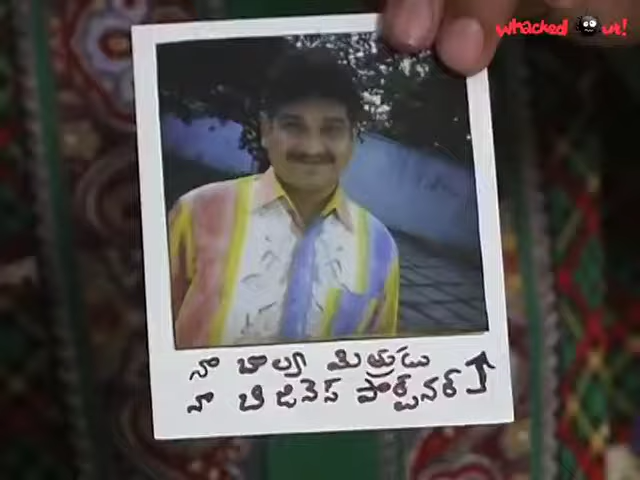 whacked out!
నా బాల్య మిత్రుడు
నా బిజినెస్ పార్ట్‌నర్